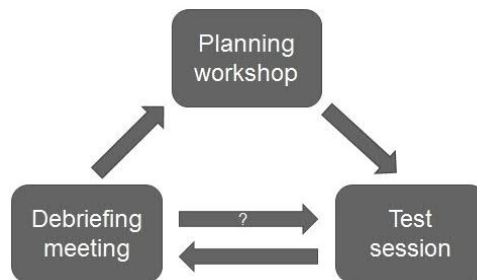 Planning
workshop
Debriefing
meeting
?
Test
session